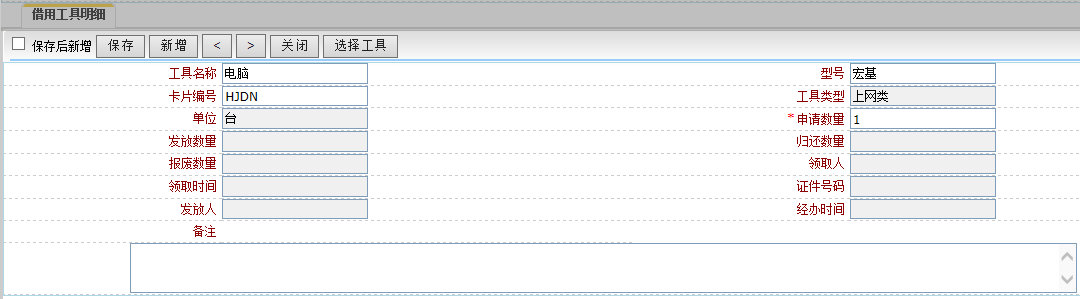 借用工具明细
保存后新增 保存 新增 < > 关闭 选择工具
工具名称 电脑 型号 宏基
卡片编号 HJDN 工具类型 上网类
单位 台 *申请数量 1
发放数量 归还数量
报废数量 领取人
领取时间 证件号码
发放人 经办时间
备注